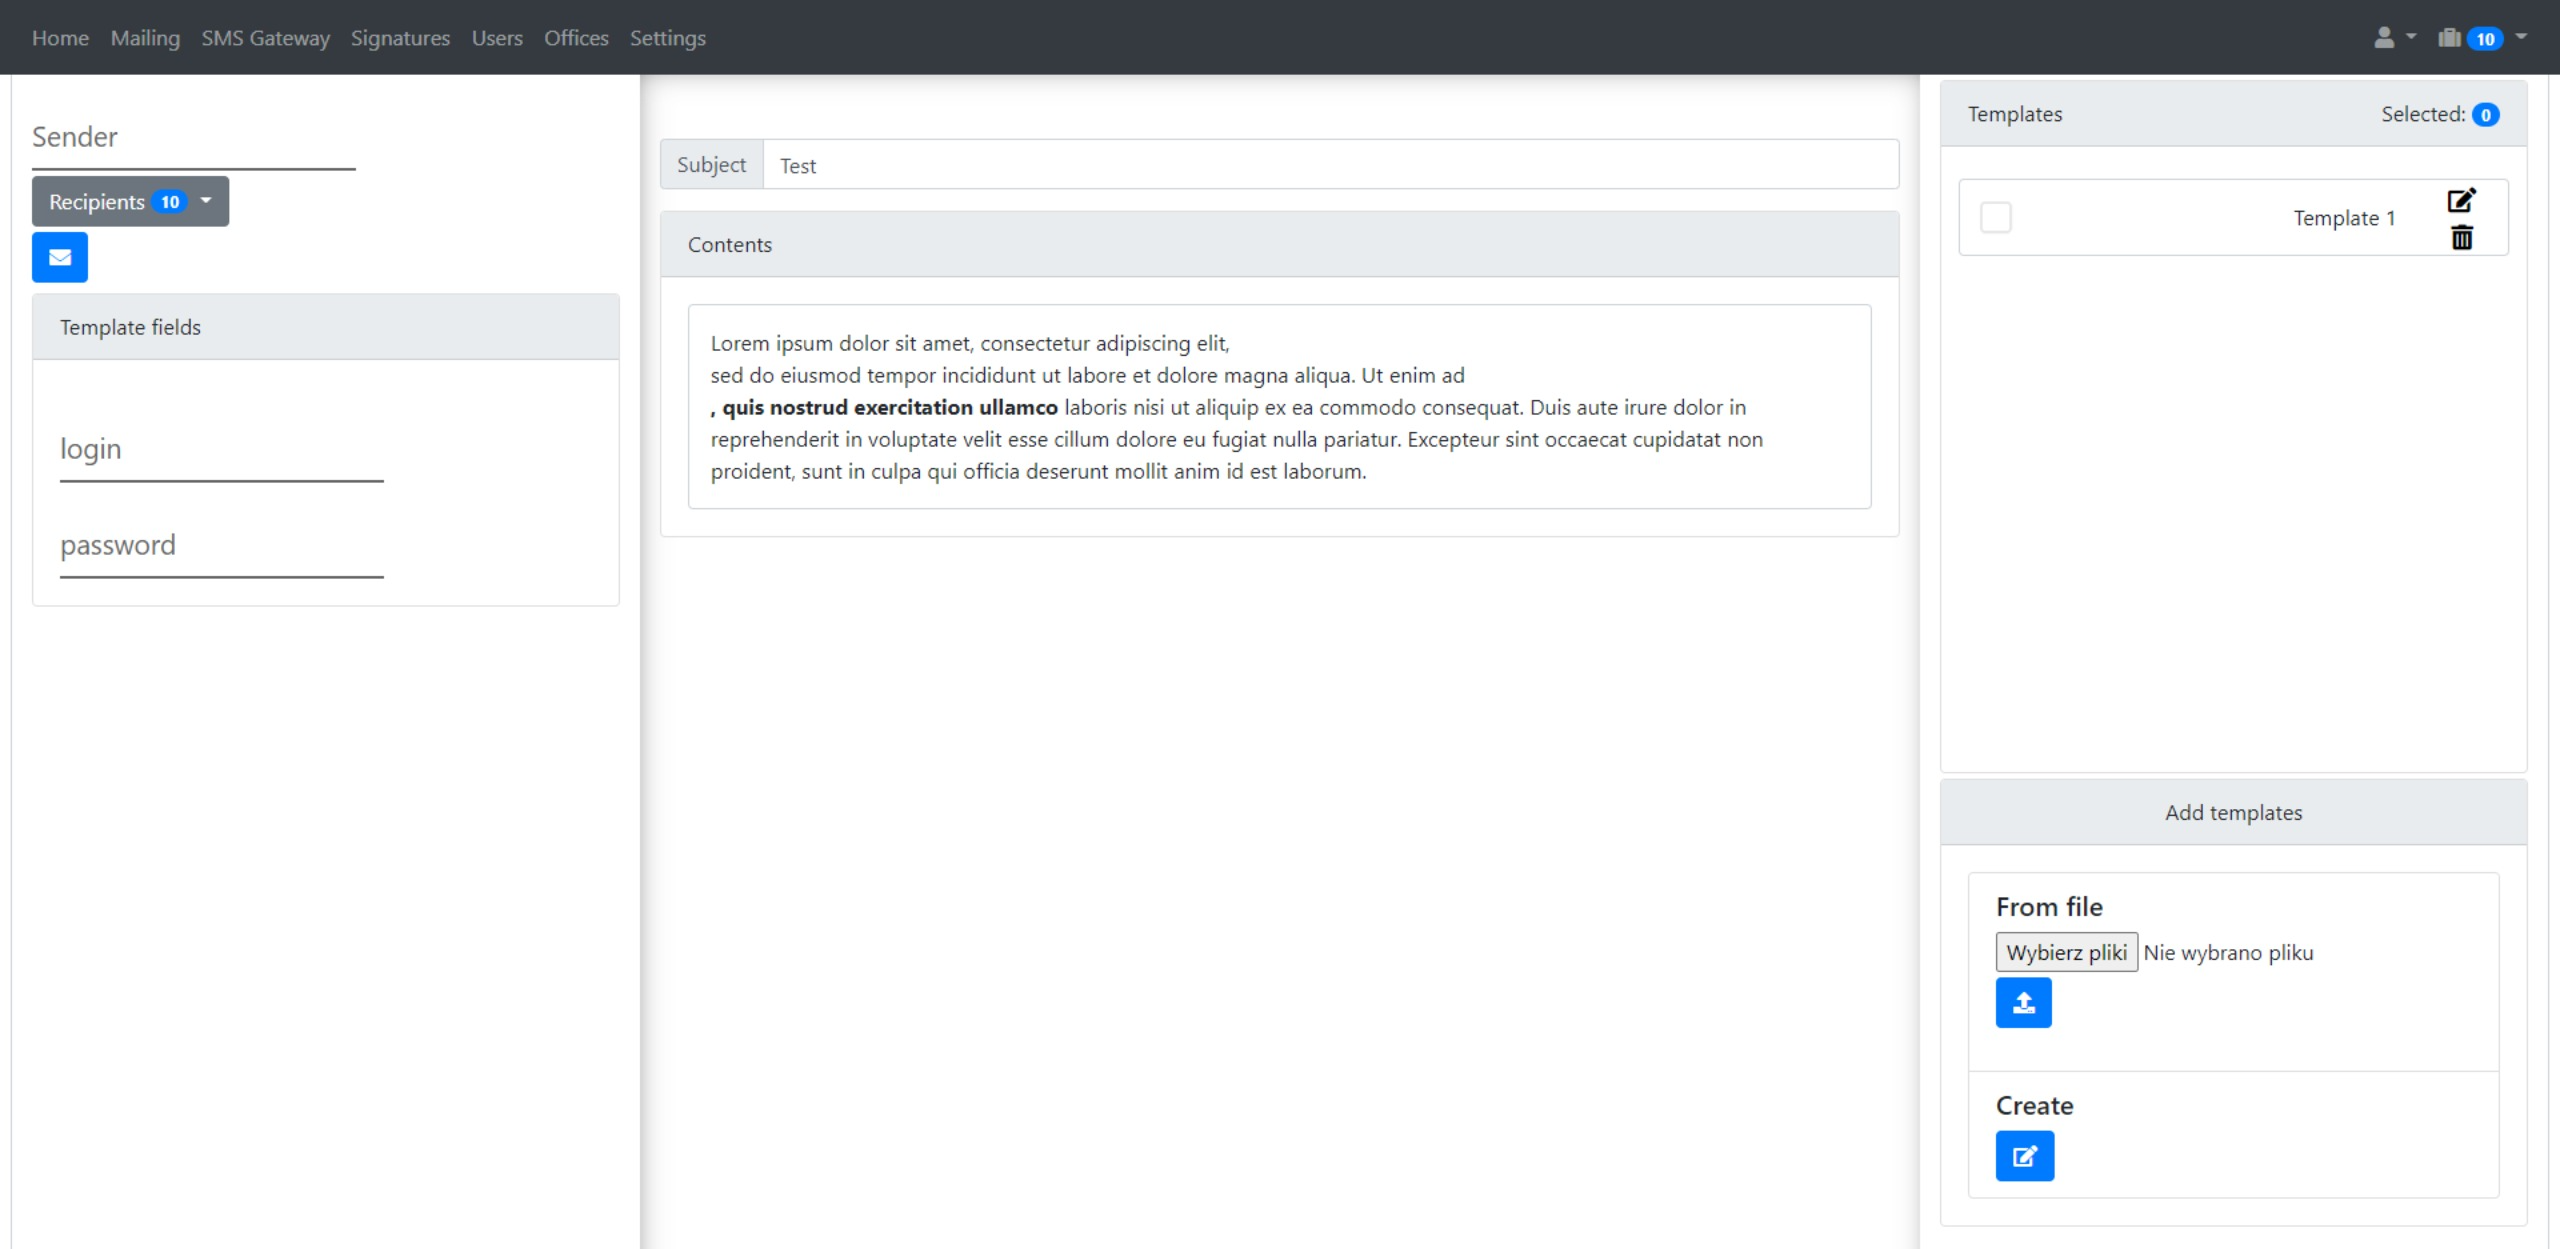 Home Mailing SMS Gateway Signatures Users Offices Settings 10
Sender
Recipients 10
Template fields
login
password
Subject Test
Contents
Lorem ipsum dolor sit amet, consectetur adipiscing elit,
sed do eiusmod tempor incididunt ut labore et dolore magna aliqua. Ut enim ad
, quis nostrud exercitation ullamco laboris nisi ut aliquip ex ea commodo consequat. Duis aute irure dolor in
reprehenderit in voluptate velit esse cillum dolore eu fugiat nulla pariatur. Excepteur sint occaecat cupidatat non
proident, sunt in culpa qui officia deserunt mollit anim id est laborum.
Templates Selected: 0
Template 1
Add templates
From file
Wybierz pliki Nie wybrano pliku
Create